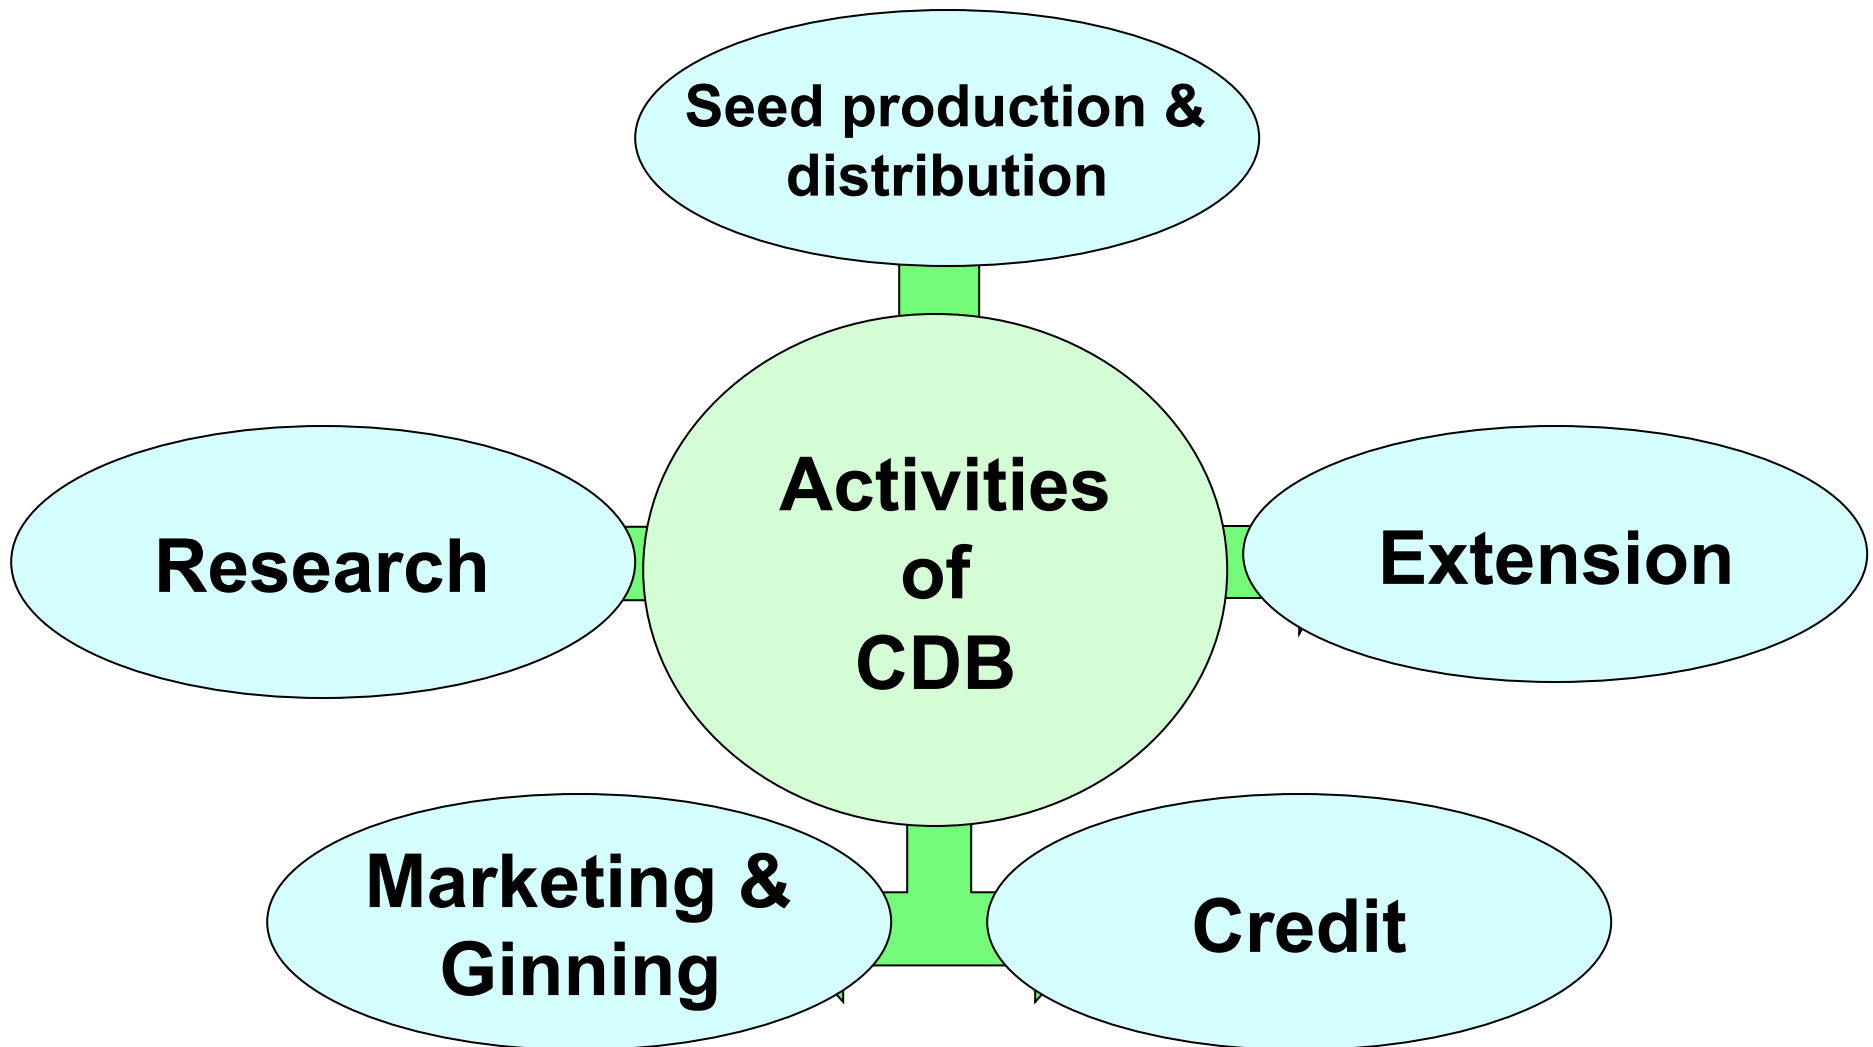 Seed production &
distribution
Activities
of
CDB
Research
Extension
Marketing &
Ginning
Credit